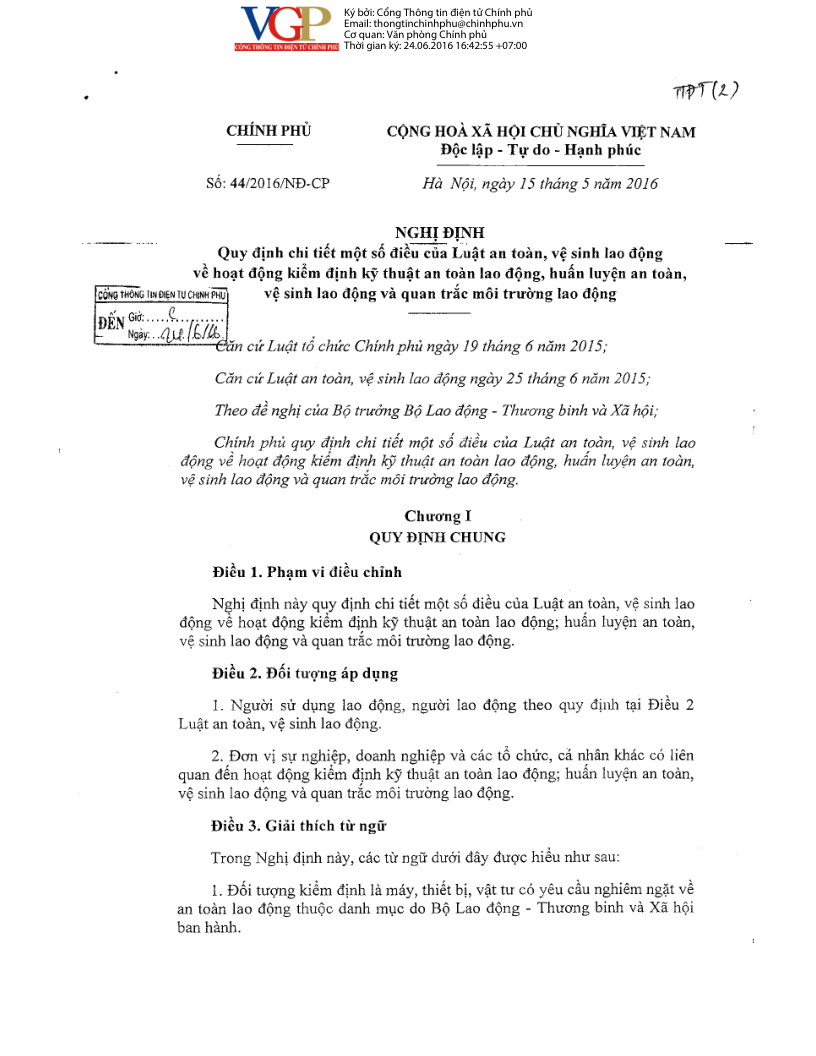 VGP
CỔNG THÔNG TIN ĐIỆN TỬ CHÍNH PHỦ
Ký bởi: Cổng Thông tin điện tử Chính phủ
Email: thongtinchinhphu@chinhphu.vn
Cơ quan: Văn phòng Chính phủ
Thời gian ký: 24.06.2016 16:42:55 +07:00
CHÍNH PHỦ
CỘNG HOÀ XÃ HỘI CHỦ NGHĨA VIỆT NAM
Độc lập - Tự do - Hạnh phúc
Số: 44/2016/NĐ-CP
Hà Nội, ngày 15 tháng 5 năm 2016
NGHỊ ĐỊNH
Quy định chi tiết một số điều của Luật an toàn, vệ sinh lao động
về hoạt động kiểm định kỹ thuật an toàn lao động, huấn luyện an toàn,
vệ sinh lao động và quan trắc môi trường lao động
CỔNG THÔNG TIN ĐIỆN TỬ CHÍNH PHỦ
ĐẾN Giờ:
Ngày:
Căn cứ Luật tổ chức Chính phủ ngày 19 tháng 6 năm 2015;
Căn cứ Luật an toàn, vệ sinh lao động ngày 25 tháng 6 năm 2015;
Theo đề nghị của Bộ trưởng Bộ Lao động - Thương binh và Xã hội;
Chính phủ quy định chi tiết một số điều của Luật an toàn, vệ sinh lao
động về hoạt động kiểm định kỹ thuật an toàn lao động, huấn luyện an toàn,
vệ sinh lao động và quan trắc môi trường lao động.
Chương I
QUY ĐỊNH CHUNG
Điều 1. Phạm vi điều chỉnh
Nghị định này quy định chi tiết một số điều của Luật an toàn, vệ sinh lao
động về hoạt động kiểm định kỹ thuật an toàn lao động; huấn luyện an toàn,
vệ sinh lao động và quan trắc môi trường lao động.
Điều 2. Đối tượng áp dụng
1. Người sử dụng lao động, người lao động theo quy định tại Điều 2
Luật an toàn, vệ sinh lao động.
2. Đơn vị sự nghiệp, doanh nghiệp và các tổ chức, cá nhân khác có liên
quan đến hoạt động kiểm định kỹ thuật an toàn lao động; huấn luyện an toàn,
vệ sinh lao động và quan trắc môi trường lao động.
Điều 3. Giải thích từ ngữ
Trong Nghị định này, các từ ngữ dưới đây được hiểu như sau:
1. Đối tượng kiểm định là máy, thiết bị, vật tư có yêu cầu nghiêm ngặt về
an toàn lao động thuộc danh mục do Bộ Lao động - Thương binh và Xã hội
ban hành.